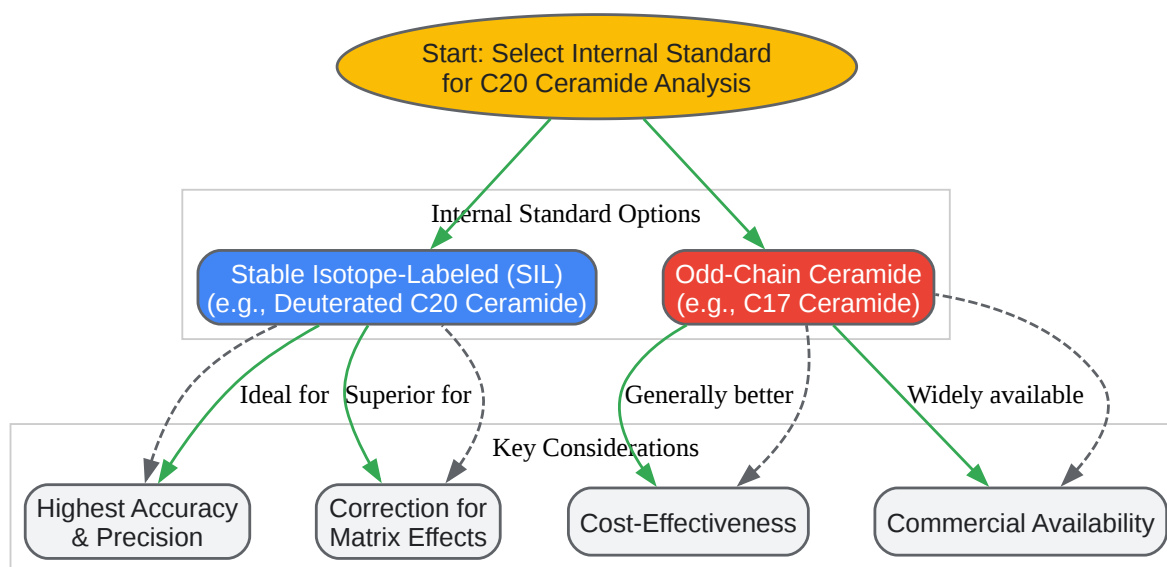 Start: Select Internal Standard
for C20 Ceramide Analysis
Internal Standard Options
Stable Isotope-Labeled (SIL)
(e.g., Deuterated C20 Ceramide)
Odd-Chain Ceramide
(e.g., C17 Ceramide)
Ideal for
Superior for
Generally better
Widely available
Key Considerations
Highest Accuracy
& Precision
Correction for
Matrix Effects
Cost-Effectiveness
Commercial Availability